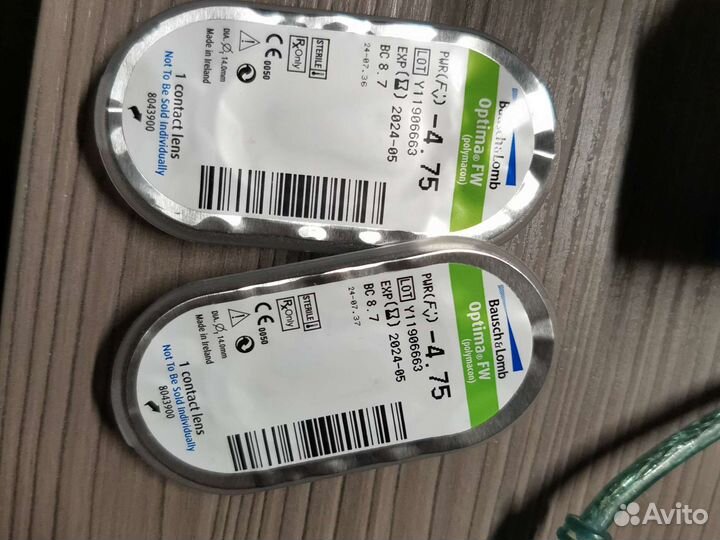 Bausch & Lomb
Optima® FW
(polymacon)
PWR(F'v) -4.75
LOT Y11906663
EXP 2024-05
BC 8.7
24-07.36
STERILE
Rx Only
CE 0050
DIA. 14.0mm
Made in Ireland
1 contact lens
Not To Be Sold Individually
8043900
Bausch & Lomb
Optima® FW
(polymacon)
PWR(F'v) -4.75
LOT Y11906663
EXP 2024-05
BC 8.7
24-07.37
STERILE
Rx Only
CE 0050
DIA. 14.0mm
Made in Ireland
1 contact lens
Not To Be Sold Individually
8043900
Avito